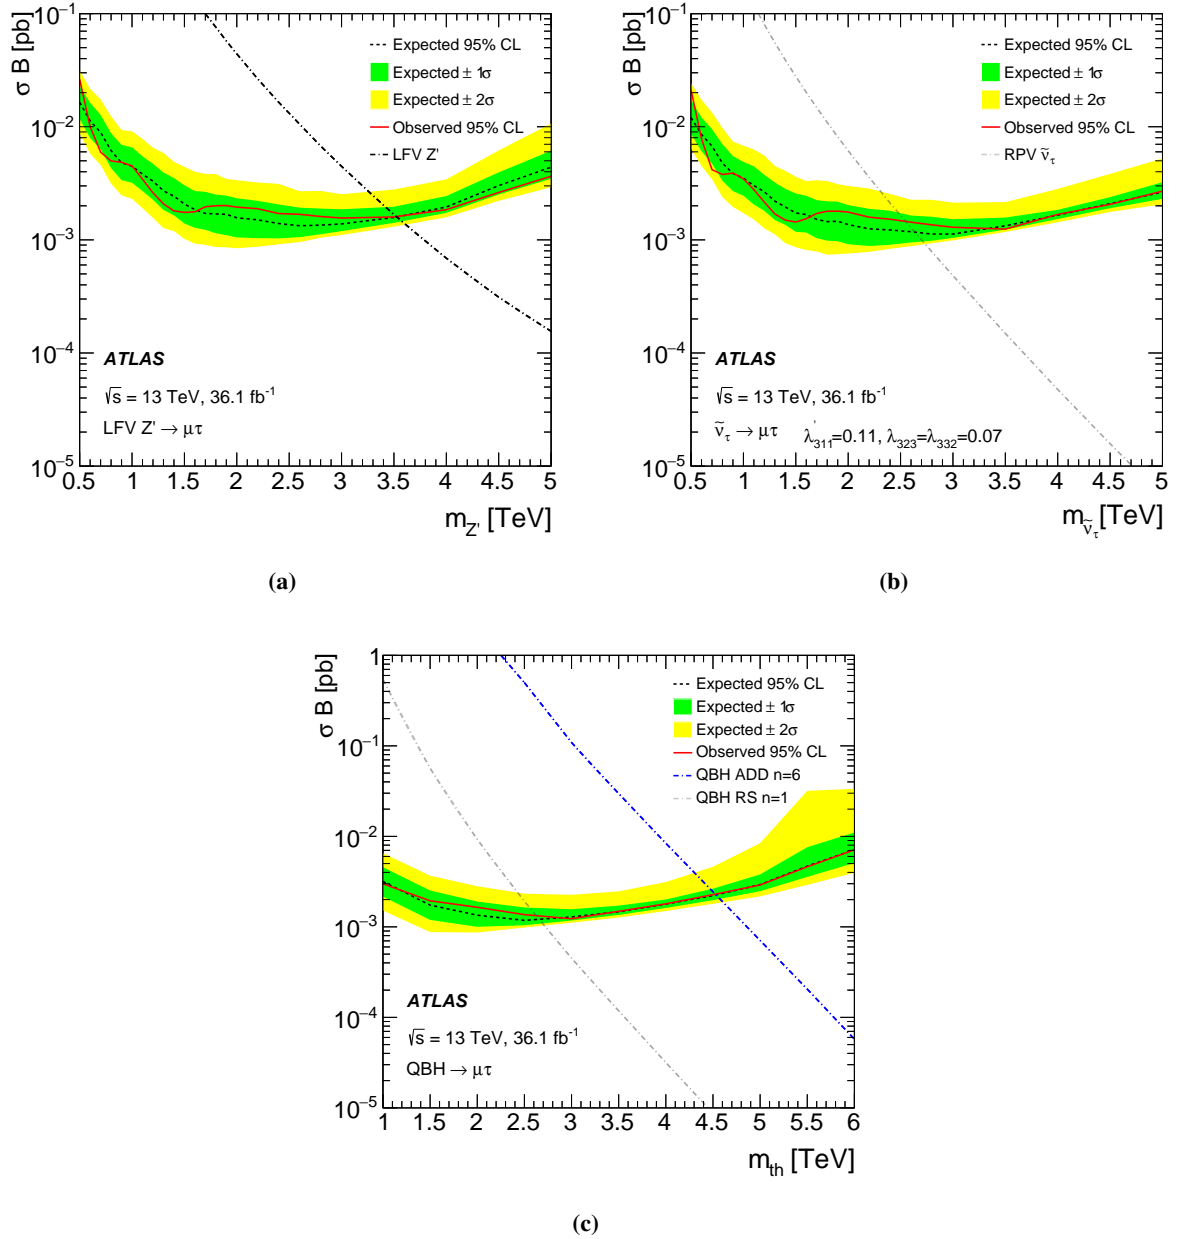 σ B [pb]
10⁻¹
10⁻²
10⁻³
10⁻⁴
10⁻⁵
Expected 95% CL
Expected ± 1σ
Expected ± 2σ
Observed 95% CL
LFV Z'
ATLAS
√s = 13 TeV, 36.1 fb⁻¹
LFV Z' → μτ
0.5 1 1.5 2 2.5 3 3.5 4 4.5 5
m_Z' [TeV]
(a)
σ B [pb]
10⁻¹
10⁻²
10⁻³
10⁻⁴
10⁻⁵
Expected 95% CL
Expected ± 1σ
Expected ± 2σ
Observed 95% CL
RPV ν̃_τ
ATLAS
√s = 13 TeV, 36.1 fb⁻¹
ν̃_τ → μτ λ'_311=0.11, λ_323=λ_332=0.07
0.5 1 1.5 2 2.5 3 3.5 4 4.5 5
m_ν̃_τ [TeV]
(b)
σ B [pb]
1
10⁻¹
10⁻²
10⁻³
10⁻⁴
10⁻⁵
Expected 95% CL
Expected ± 1σ
Expected ± 2σ
Observed 95% CL
QBH ADD n=6
QBH RS n=1
ATLAS
√s = 13 TeV, 36.1 fb⁻¹
QBH → μτ
1 1.5 2 2.5 3 3.5 4 4.5 5 5.5 6
m_th [TeV]
(c)